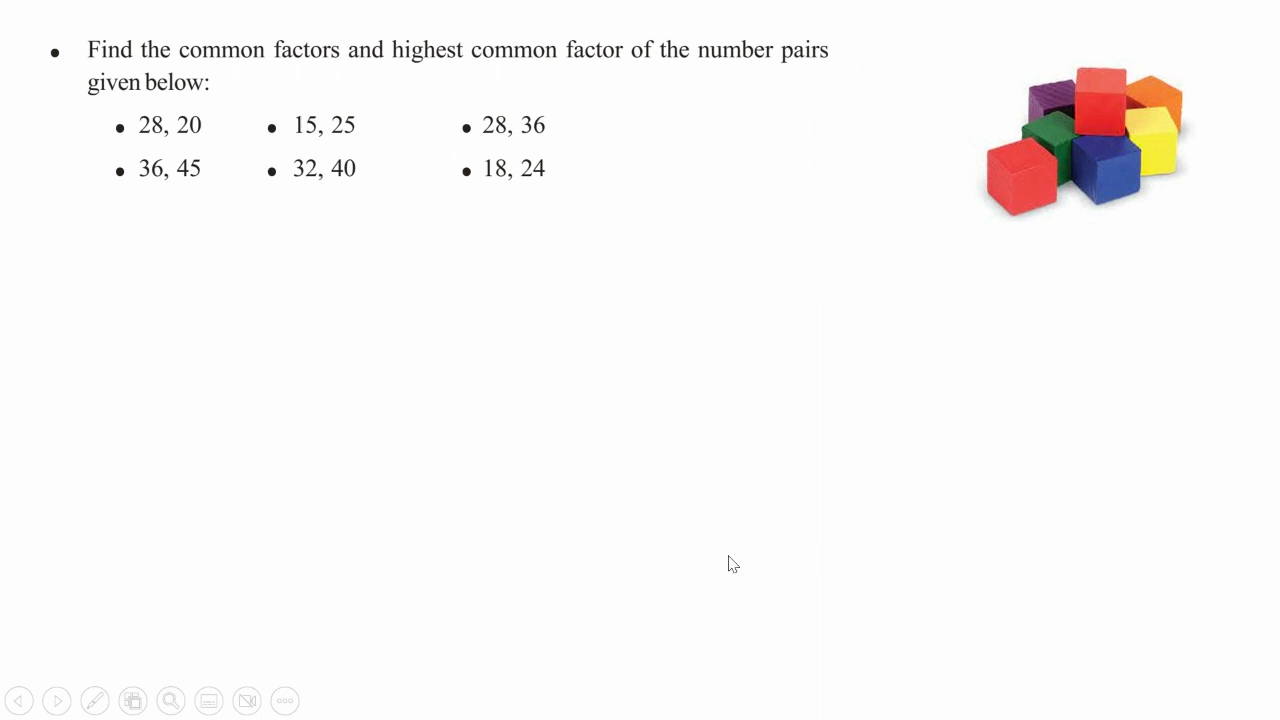 • Find the common factors and highest common factor of the number pairs
given below:
• 28, 20 • 15, 25 • 28, 36
• 36, 45 • 32, 40 • 18, 24